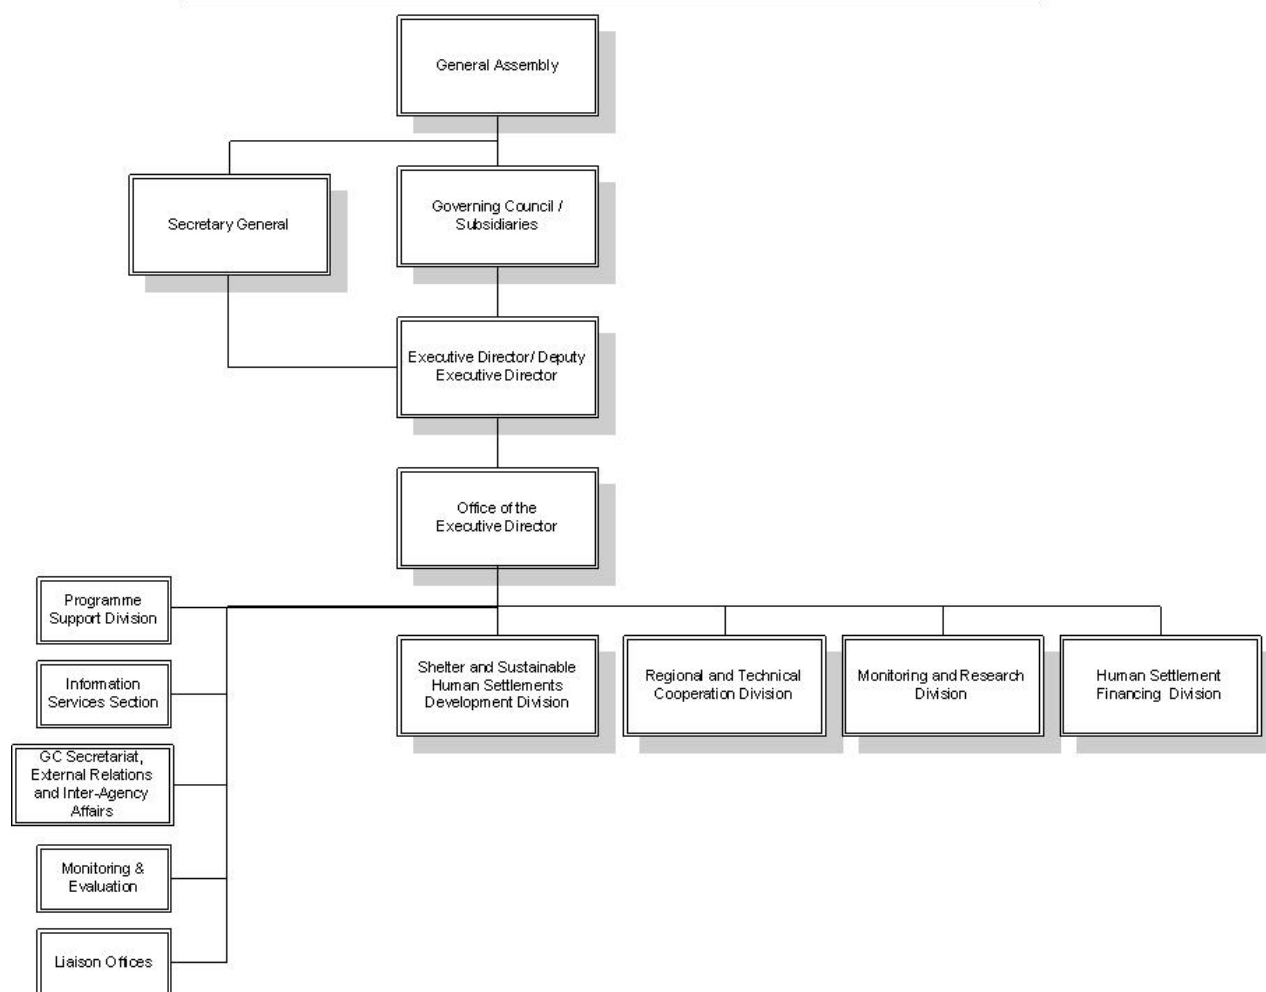 General Assembly
Secretary General
Governing Council /
Subsidiaries
Executive Director/ Deputy
Executive Director
Office of the
Executive Director
Programme
Support Division
Information
Services Section
GC Secretariat,
External Relations
and Inter-Agency
Affairs
Monitoring &
Evaluation
Liaison Offices
Shelter and Sustainable
Human Settlements
Development Division
Regional and Technical
Cooperation Division
Monitoring and Research
Division
Human Settlement
Financing Division